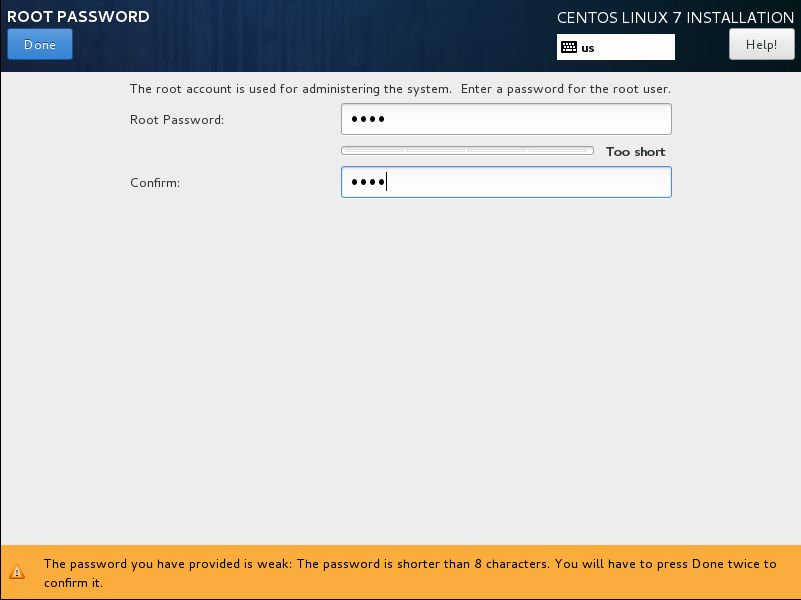 ROOT PASSWORD
CENTOS LINUX 7 INSTALLATION
Done
us
Help!
The root account is used for administering the system.  Enter a password for the root user.
Root Password:
••••
Too short
Confirm:
••••
The password you have provided is weak: The password is shorter than 8 characters. You will have to press Done twice to
confirm it.